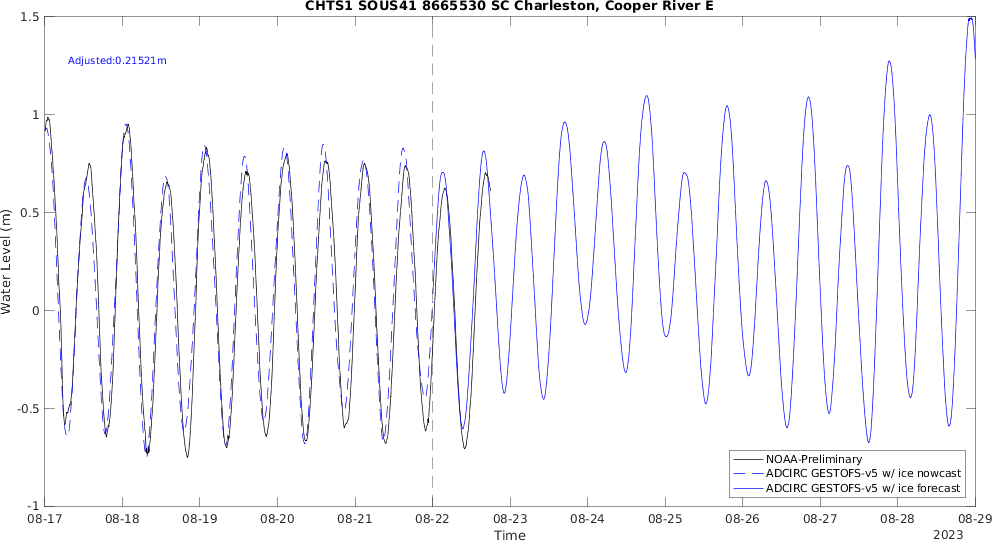 CHTS1 SOUS41 8665530 SC Charleston, Cooper River E
Adjusted:0.21521m
1.5
1
0.5
0
-0.5
-1
Water Level (m)
NOAA-Preliminary
ADCIRC GESTOFS-v5 w/ ice nowcast
ADCIRC GESTOFS-v5 w/ ice forecast
08-17 08-18 08-19 08-20 08-21 08-22 08-23 08-24 08-25 08-26 08-27 08-28 08-29
Time
2023